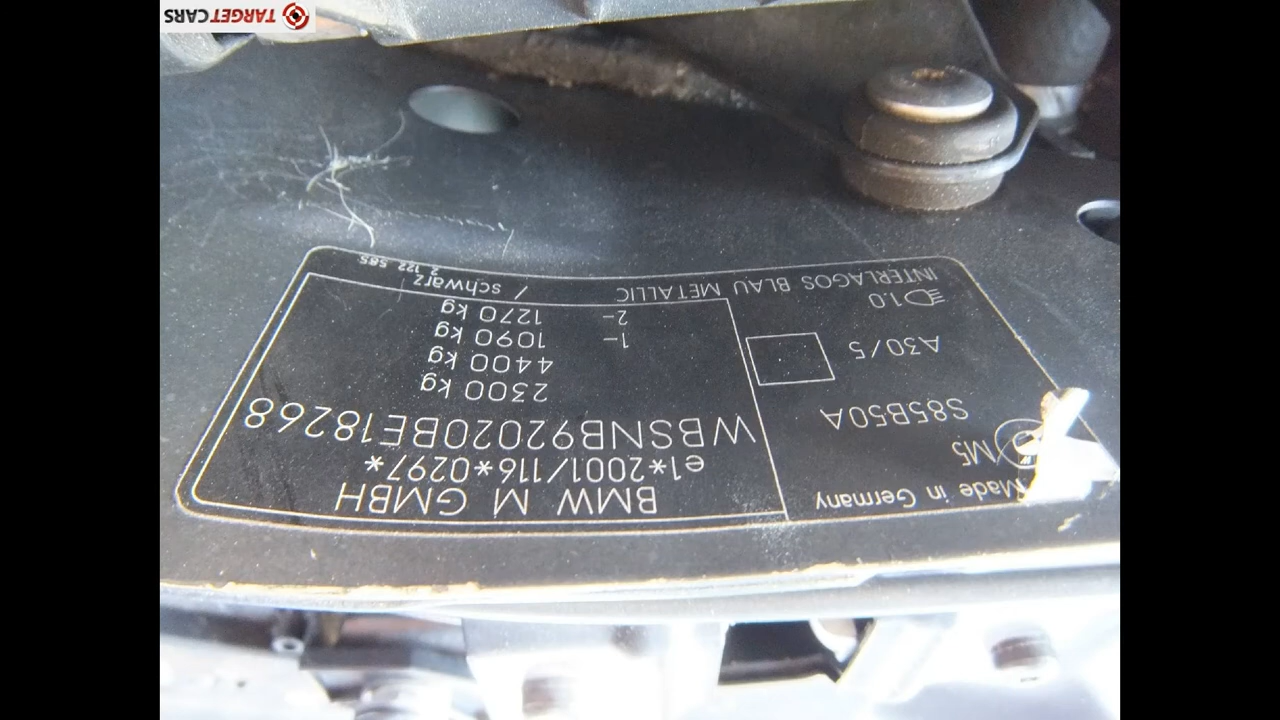 Made in Germany
M5
S85B50A
A30/5
1.0
INTERLAGOS BLAU METALLIC / schwarz
BMW M GMBH
e1*2001/116*0297*
WBSNB92020BE18268
2300 kg
4400 kg
1- 1090 kg
2- 1270 kg
2 122 585
TARGETCARS